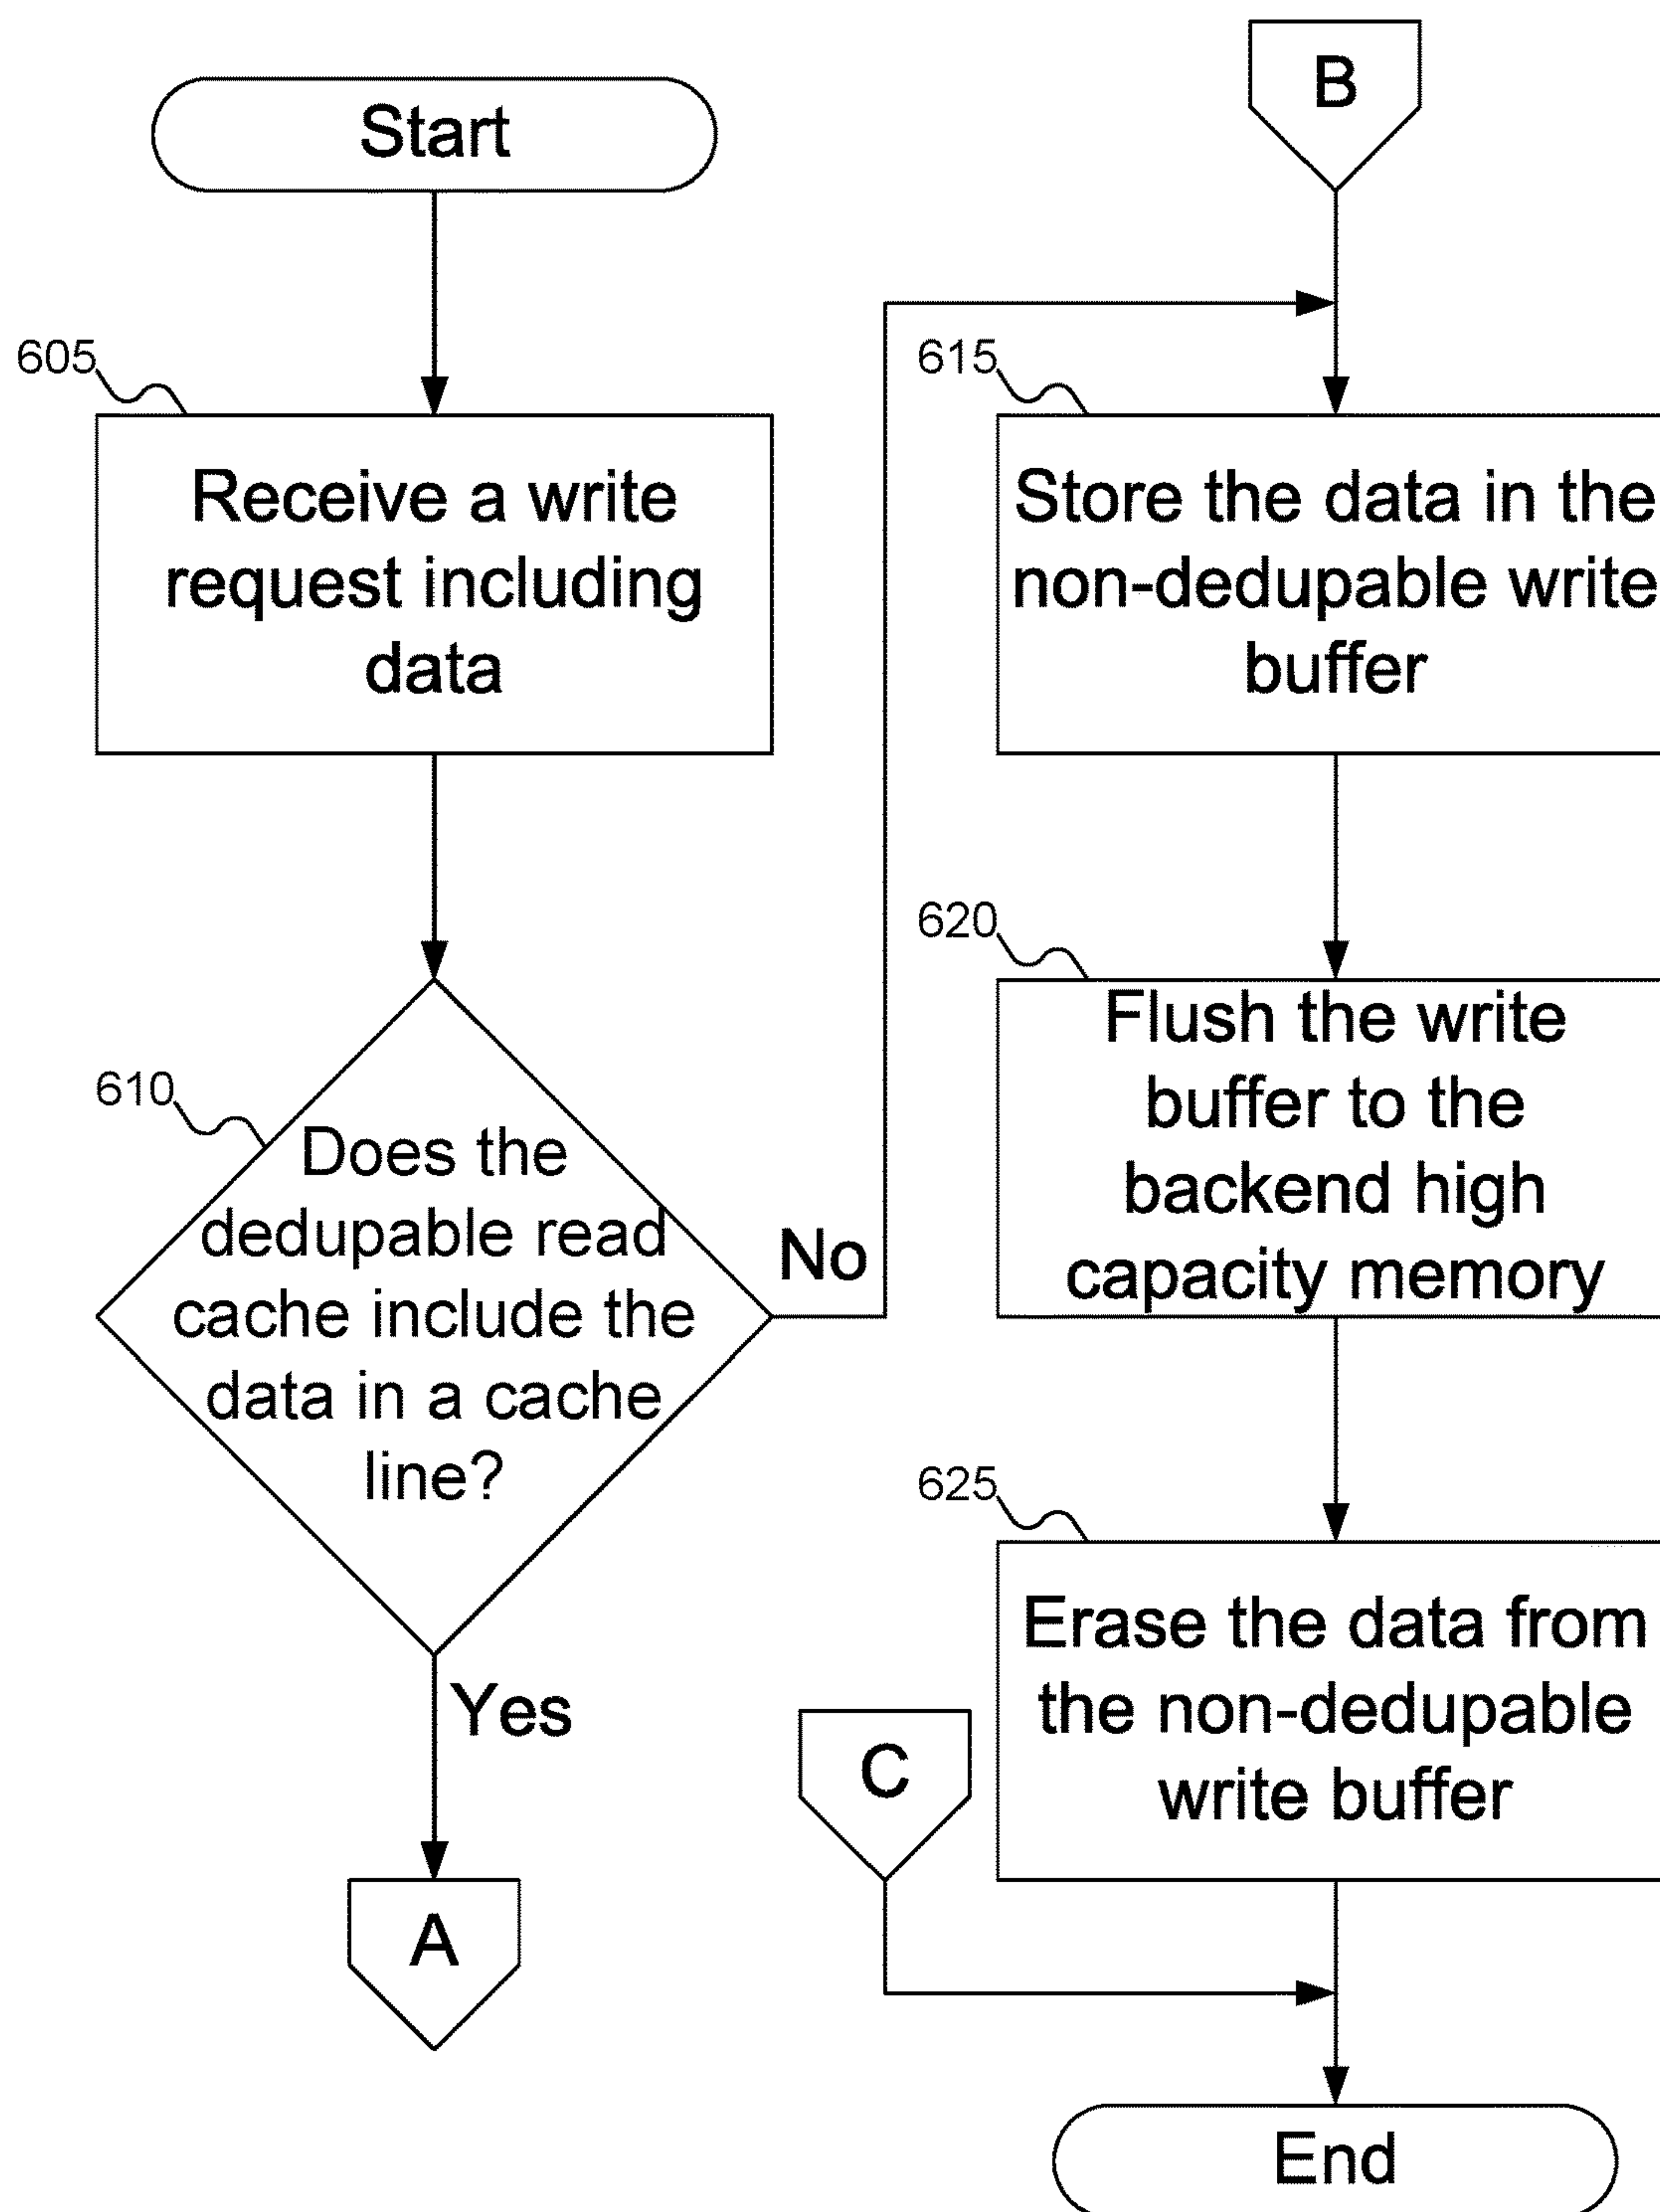 Start
605
Receive a write
request including
data
610
Does the
dedupable read
cache include the
data in a cache
line?
No
Yes
A
B
615
Store the data in the
non-dedupable write
buffer
620
Flush the write
buffer to the
backend high
capacity memory
625
Erase the data from
the non-dedupable
write buffer
C
End